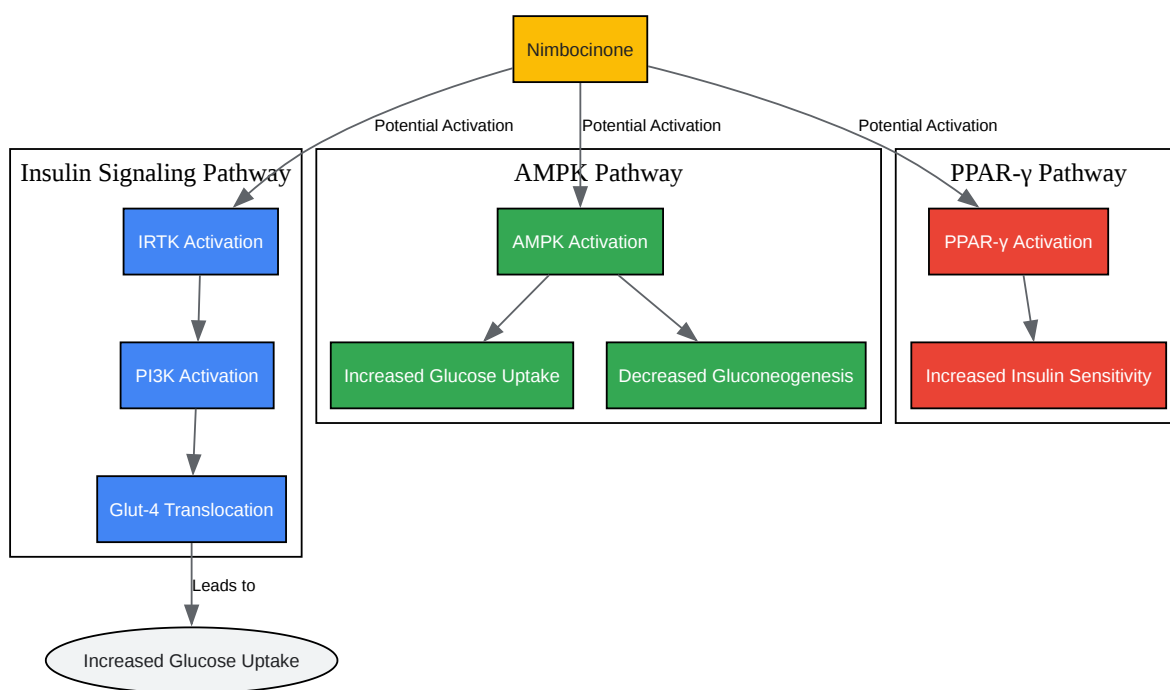 Nimbocinone
Potential Activation
Potential Activation
Potential Activation
Insulin Signaling Pathway
AMPK Pathway
PPAR-γ Pathway
IRTK Activation
AMPK Activation
PPAR-γ Activation
PI3K Activation
Increased Glucose Uptake
Decreased Gluconeogenesis
Increased Insulin Sensitivity
Glut-4 Translocation
Leads to
Increased Glucose Uptake